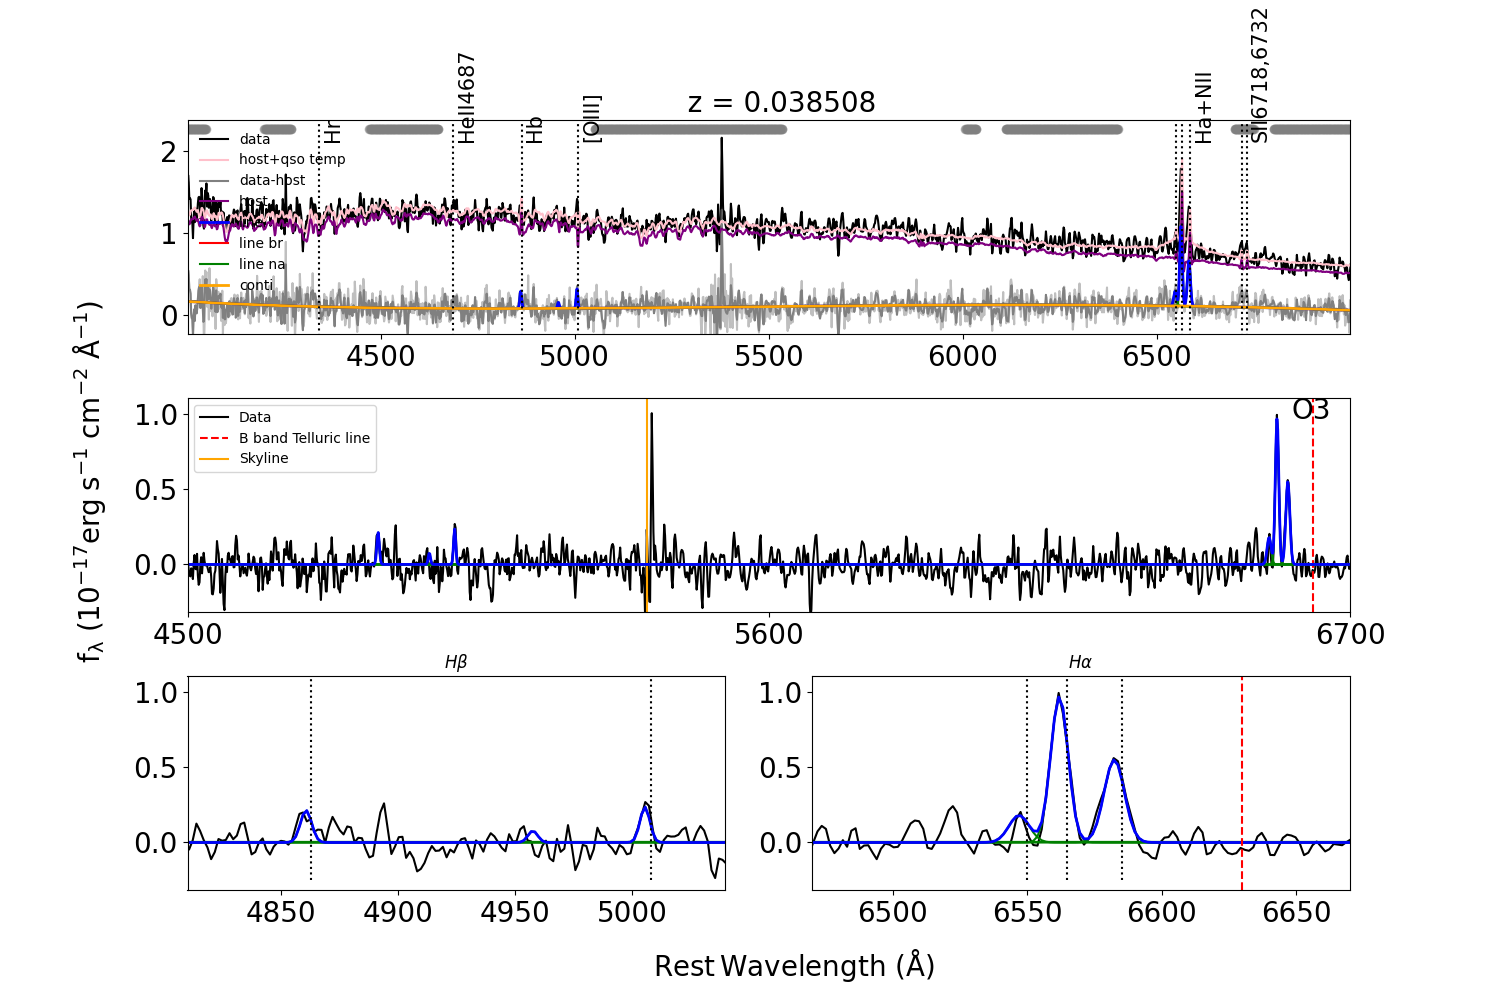 z = 0.038508
Hr
HeII4687
Hb
[OIII]
Ha+NII
SII6718,6732
data
host+qso temp
data-host
host
line br
line na
conti
2
1
0
4500 5000 5500 6000 6500
fλ (10⁻¹⁷erg s⁻¹ cm⁻² Å⁻¹)
Data
B band Telluric line
Skyline
O3
1.0
0.5
0.0
4500 5600 6700
Hβ
1.0
0.5
0.0
4850 4900 4950 5000
Hα
1.0
0.5
0.0
6500 6550 6600 6650
Rest Wavelength (Å)